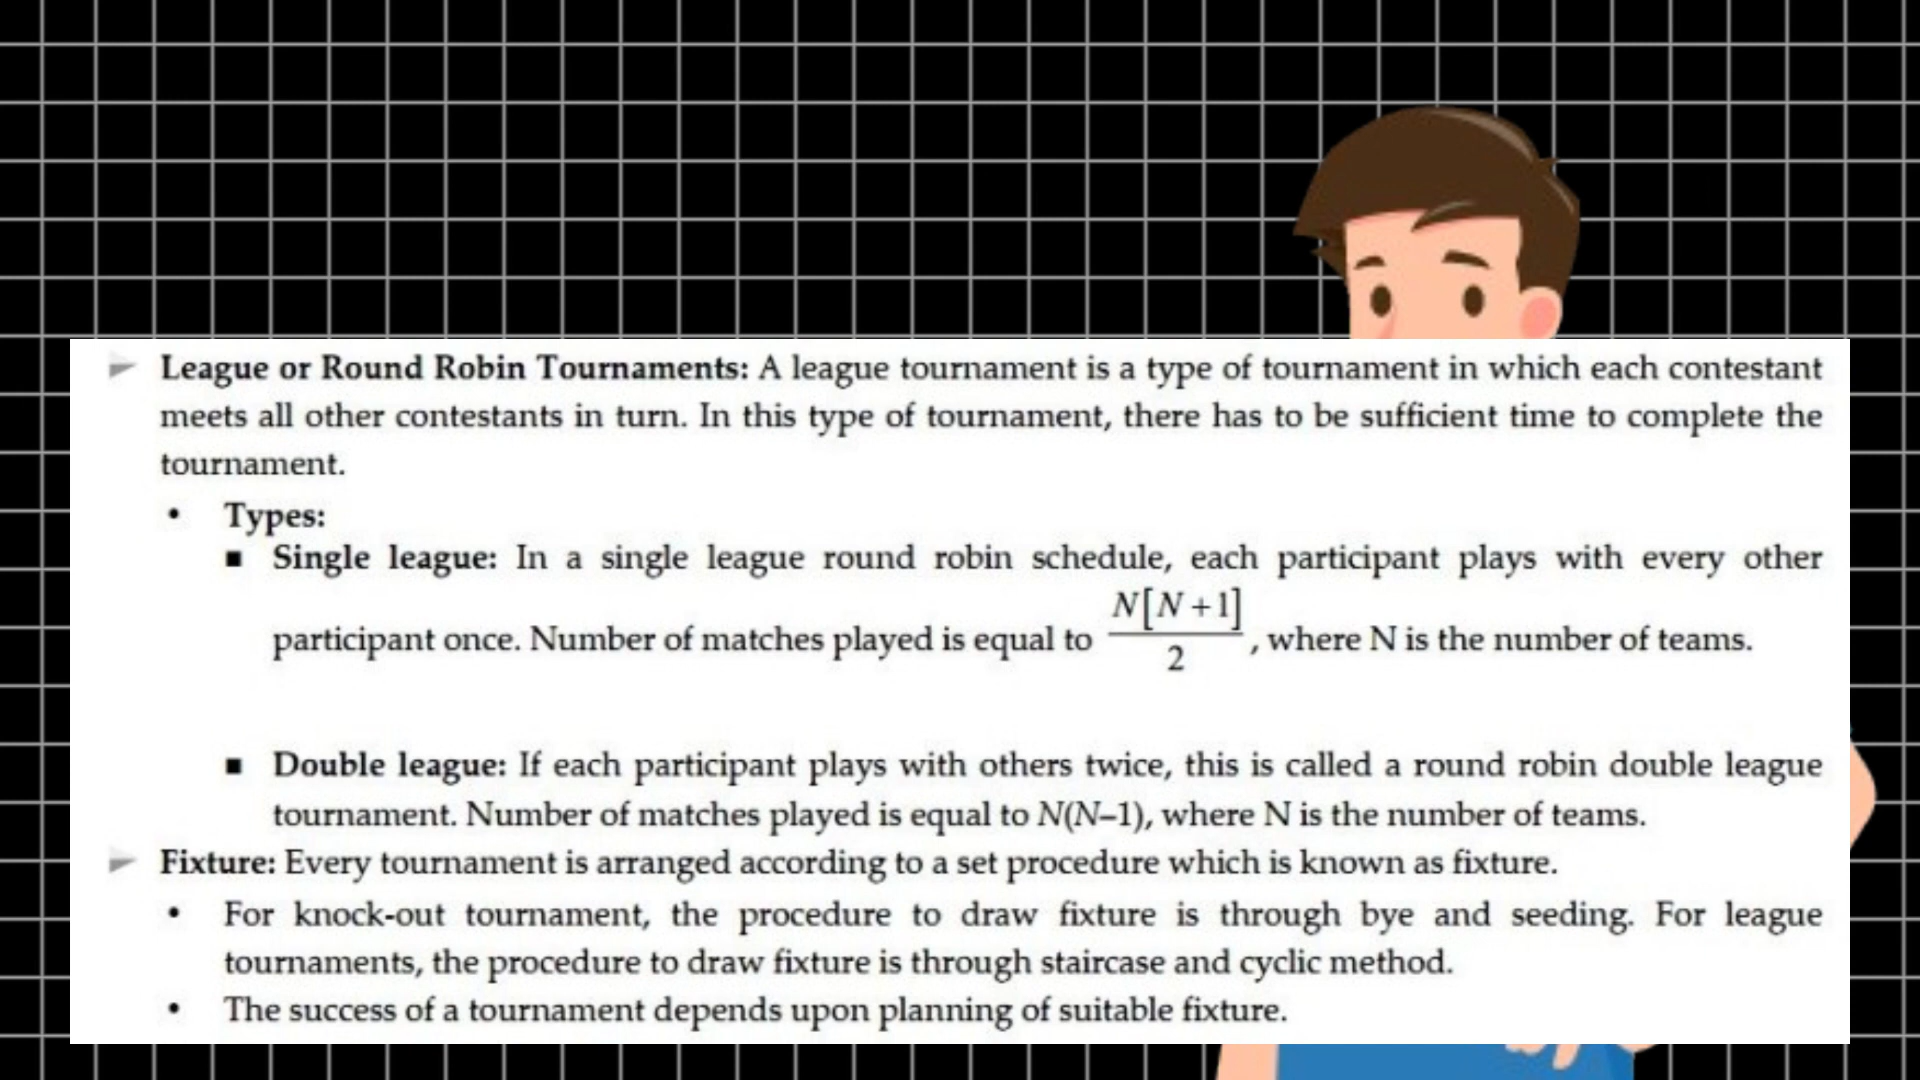 League or Round Robin Tournaments: A league tournament is a type of tournament in which each contestant
meets all other contestants in turn. In this type of tournament, there has to be sufficient time to complete the
tournament.
• Types:
▪ Single league: In a single league round robin schedule, each participant plays with every other
participant once. Number of matches played is equal to N[N+1]/2, where N is the number of teams.
▪ Double league: If each participant plays with others twice, this is called a round robin double league
tournament. Number of matches played is equal to N(N–1), where N is the number of teams.
Fixture: Every tournament is arranged according to a set procedure which is known as fixture.
• For knock-out tournament, the procedure to draw fixture is through bye and seeding. For league
tournaments, the procedure to draw fixture is through staircase and cyclic method.
• The success of a tournament depends upon planning of suitable fixture.